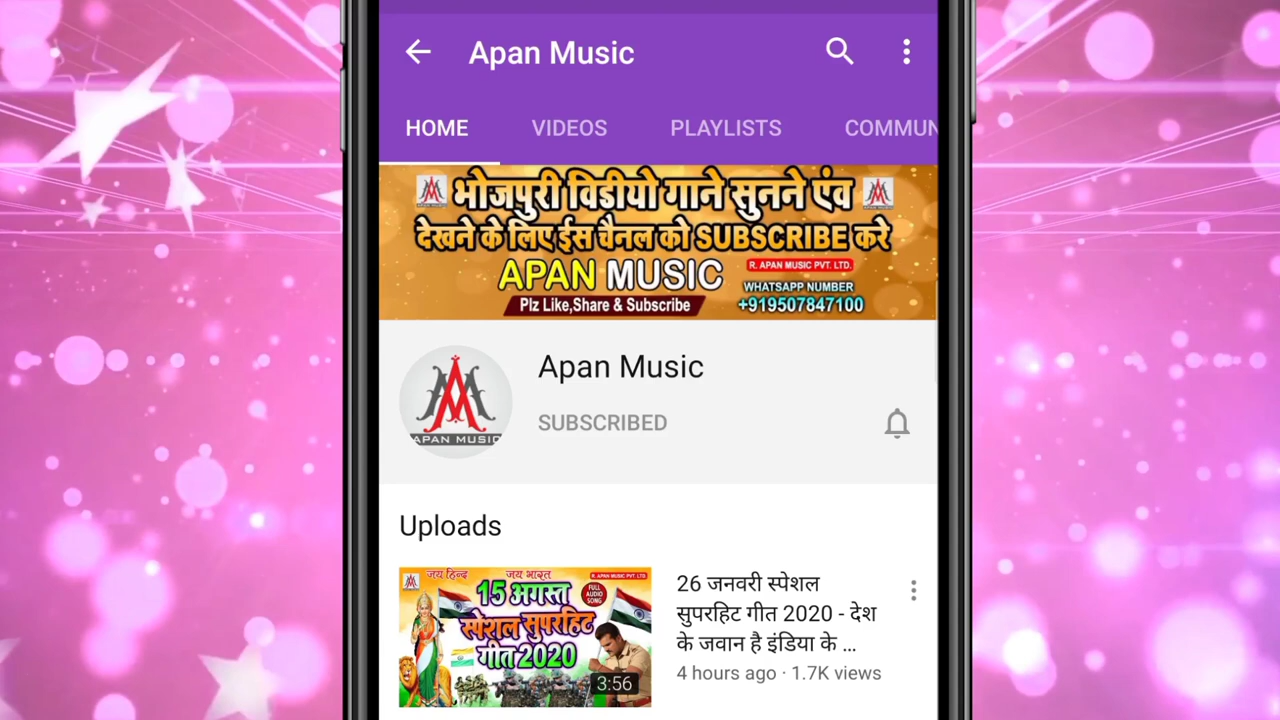 Apan Music
HOME VIDEOS PLAYLISTS COMMUN
भोजपुरी विडीयो गाने सुनने एंव
देखने के लिए ईस चैनल को SUBSCRIBE करे
APAN MUSIC
R. APAN MUSIC PVT. LTD.
WHATSAPP NUMBER
Plz Like,Share & Subscribe
+919507847100
Apan Music
SUBSCRIBED
APAN MUSIC
Uploads
जय हिन्द जय भारत
R. APAN MUSIC PVT. LTD
15 अगस्त
FULL
AUDIO
SONG
स्पेशल सुपरहिट
गीत 2020
3:56
26 जनवरी स्पेशल
सुपरहिट गीत 2020 - देश
के जवान है इंडिया के ...
4 hours ago · 1.7K views